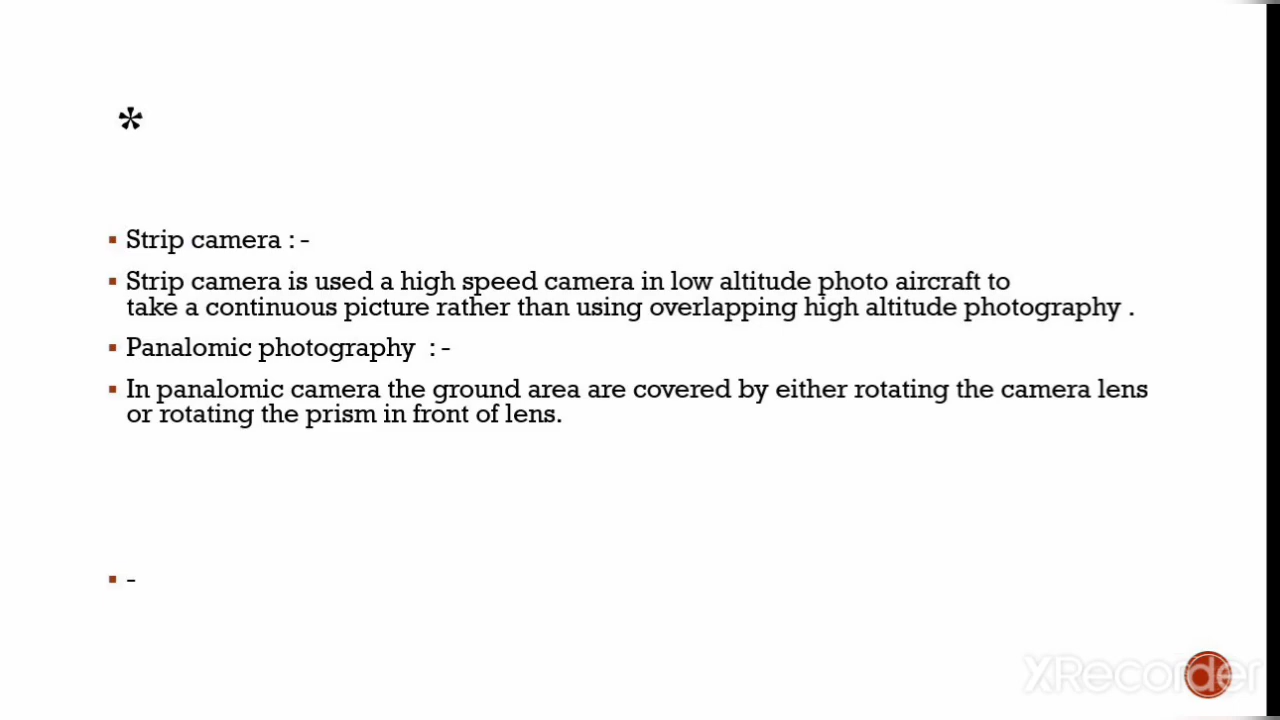 *
▪ Strip camera : -
▪ Strip camera is used a high speed camera in low altitude photo aircraft to
take a continuous picture rather than using overlapping high altitude photography .
▪ Panalomic photography  : -
▪ In panalomic camera the ground area are covered by either rotating the camera lens
or rotating the prism in front of lens.
▪ -
XRecorder